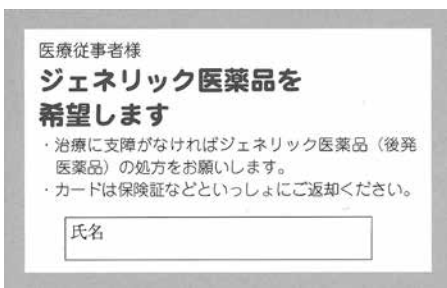 医療従事者様
ジェネリック医薬品を
希望します
・治療に支障がなければジェネリック医薬品（後発
医薬品）の処方をお願いします。
・カードは保険証などといっしょにご返却ください。
氏名